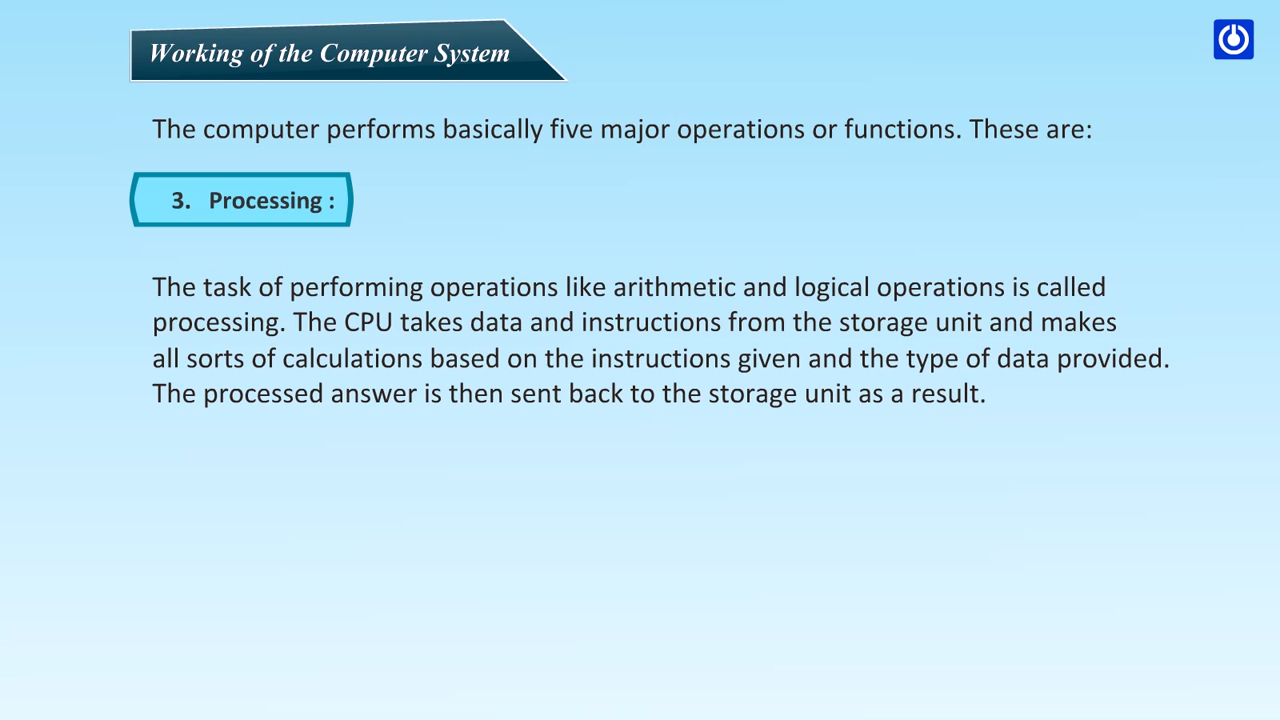 Working of the Computer System
The computer performs basically five major operations or functions. These are:
3. Processing :
The task of performing operations like arithmetic and logical operations is called
processing. The CPU takes data and instructions from the storage unit and makes
all sorts of calculations based on the instructions given and the type of data provided.
The processed answer is then sent back to the storage unit as a result.